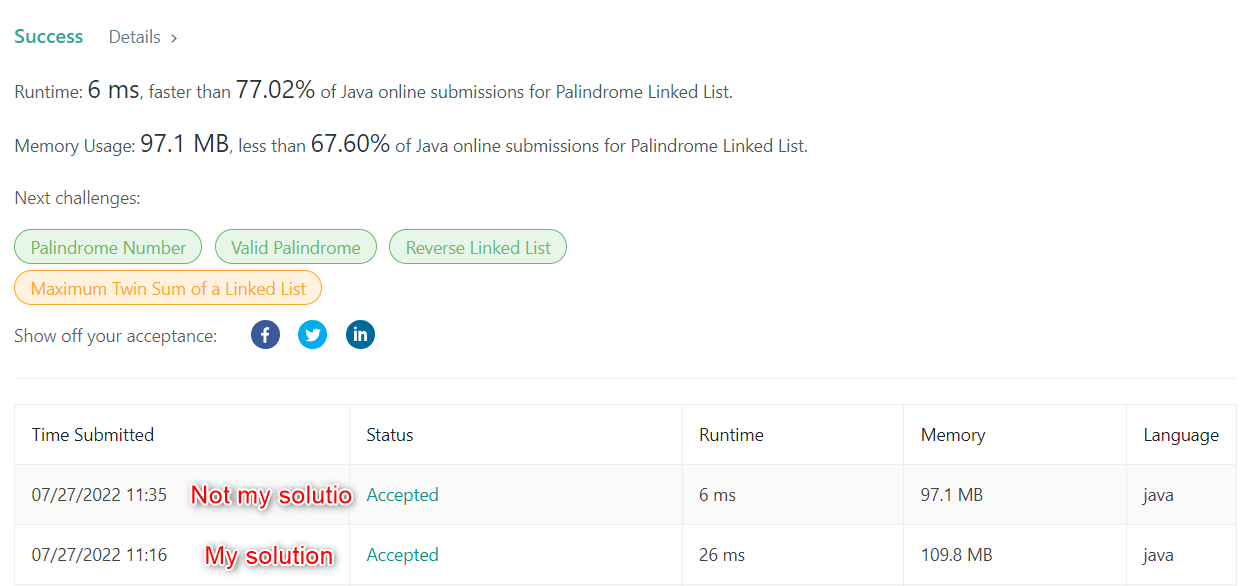 Success Details >
Runtime: 6 ms, faster than 77.02% of Java online submissions for Palindrome Linked List.
Memory Usage: 97.1 MB, less than 67.60% of Java online submissions for Palindrome Linked List.
Next challenges:
Palindrome Number Valid Palindrome Reverse Linked List
Maximum Twin Sum of a Linked List
Show off your acceptance: f in
Time Submitted Status Runtime Memory Language
07/27/2022 11:35 Not my solutio Accepted 6 ms 97.1 MB java
07/27/2022 11:16 My solution Accepted 26 ms 109.8 MB java